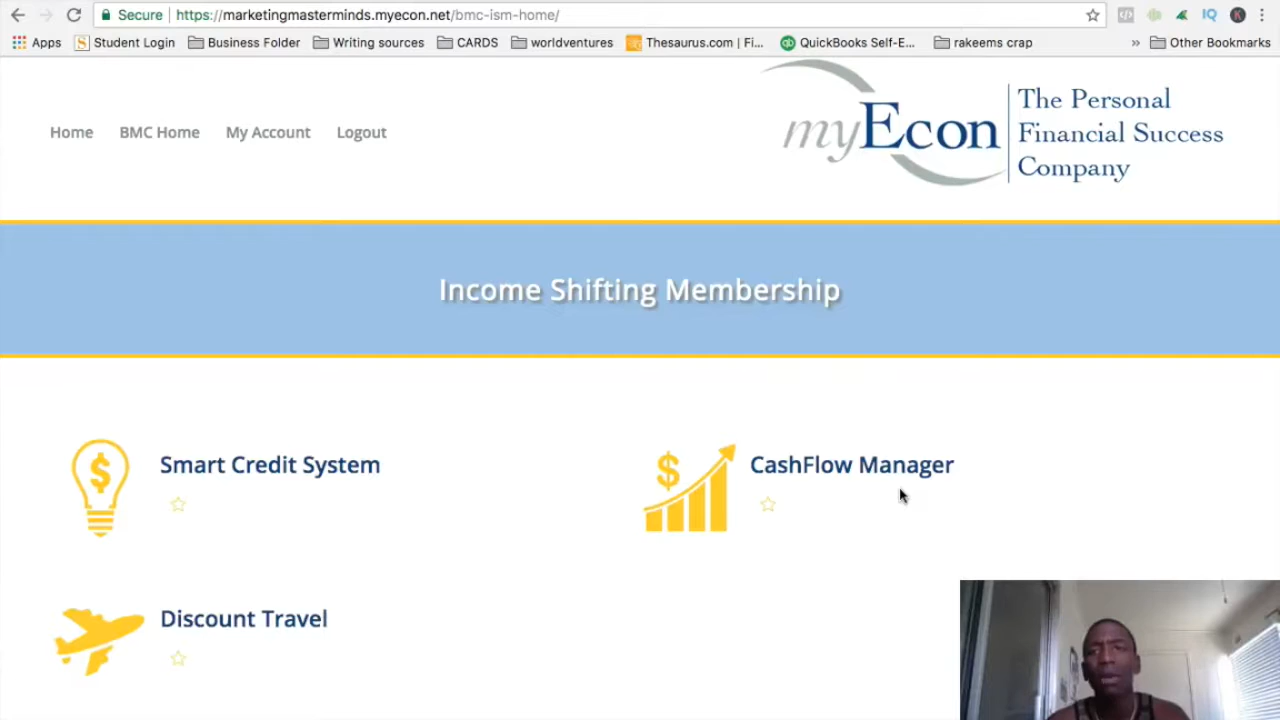 Secure
https://marketingmasterminds.myecon.net/bmc-ism-home/
IQ
K
Apps
Student Login
Business Folder
Writing sources
CARDS
worldventures
Thesaurus.com | Fi...
QuickBooks Self-E...
rakeems crap
»
Other Bookmarks
Home
BMC Home
My Account
Logout
myEcon
The Personal
Financial Success
Company
Income Shifting Membership
Smart Credit System
CashFlow Manager
Discount Travel